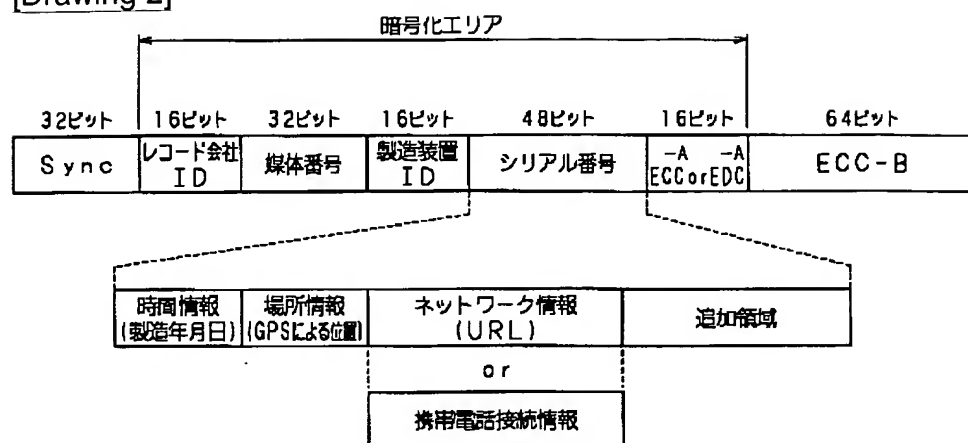 [Drawing 2]
暗号化エリア
32ビット 16ビット 32ビット 16ビット 48ビット 16ビット 64ビット
Sync レコード会社ID 媒体番号 製造装置ID シリアル番号 -A -A ECCorEDC ECC-B
時間情報 場所情報 ネットワーク情報 追加領域
(製造年月日) (GPSによる位置) (URL)
or
携帯電話接続情報